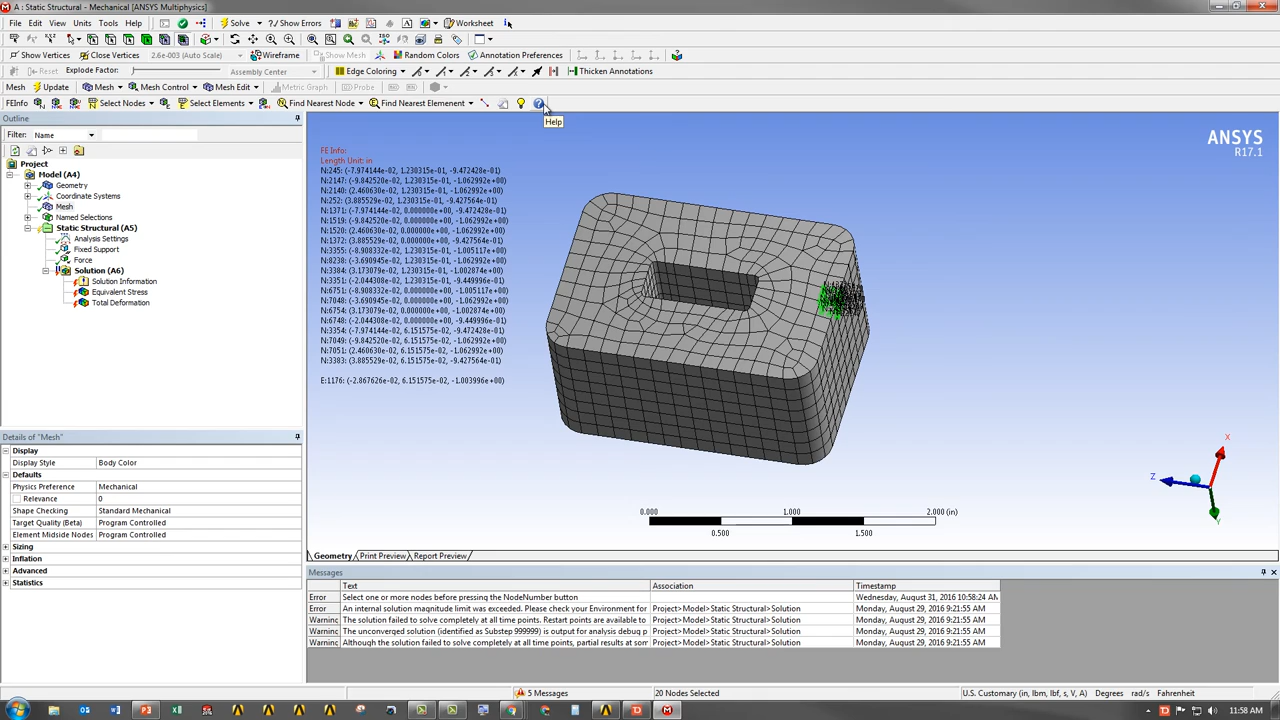 A : Static Structural - Mechanical [ANSYS Multiphysics]
File Edit View Units Tools Help Solve Show Errors Worksheet
Show Vertices Close Vertices 2.6e-003 (Auto Scale) Wireframe Show Mesh Random Colors Annotation Preferences
Reset Explode Factor: Assembly Center Edge Coloring Thicken Annotations
Mesh Update Mesh Mesh Control Mesh Edit Metric Graph Probe
FEInfo Select Nodes Select Elements Find Nearest Node Find Nearest Elemement
Help
Outline
Filter: Name
Project
Model (A4)
Geometry
Coordinate Systems
Mesh
Named Selections
Static Structural (A5)
Analysis Settings
Fixed Support
Force
Solution (A6)
Solution Information
Equivalent Stress
Total Deformation
Details of "Mesh"
Display
Display Style Body Color
Defaults
Physics Preference Mechanical
Relevance 0
Shape Checking Standard Mechanical
Target Quality (Beta) Program Controlled
Element Midside Nodes Program Controlled
Sizing
Inflation
Advanced
Statistics
FE Info:
Length Unit: in
N:245: (-7.974144e-02, 1.230315e-01, -9.472428e-01)
N:2147: (-9.842520e-02, 1.230315e-01, -1.062992e+00)
N:2140: (2.460630e-02, 1.230315e-01, -1.062992e+00)
N:252: (3.885529e-02, 1.230315e-01, -9.427564e-01)
N:1371: (-7.974144e-02, 0.000000e+00, -9.472428e-01)
N:1519: (-9.842520e-02, 0.000000e+00, -1.062992e+00)
N:1520: (2.460630e-02, 0.000000e+00, -1.062992e+00)
N:1372: (3.885529e-02, 0.000000e+00, -9.427564e-01)
N:3355: (-8.908332e-02, 1.230315e-01, -1.005117e+00)
N:8238: (-3.690945e-02, 1.230315e-01, -1.062992e+00)
N:3384: (3.173079e-02, 1.230315e-01, -1.002874e+00)
N:3351: (-2.044308e-02, 1.230315e-01, -9.449996e-01)
N:6751: (-8.908332e-02, 0.000000e+00, -1.005117e+00)
N:7048: (-3.690945e-02, 0.000000e+00, -1.062992e+00)
N:6754: (3.173079e-02, 0.000000e+00, -1.002874e+00)
N:6748: (-2.044308e-02, 0.000000e+00, -9.449996e-01)
N:3354: (-7.974144e-02, 6.151575e-02, -9.472428e-01)
N:7049: (-9.842520e-02, 6.151575e-02, -1.062992e+00)
N:7051: (2.460630e-02, 6.151575e-02, -1.062992e+00)
N:3383: (3.885529e-02, 6.151575e-02, -9.427564e-01)
E:1176: (-2.867626e-02, 6.151575e-02, -1.003996e+00)
ANSYS
R17.1
X
Z
Y
0.000 1.000 2.000 (in)
0.500 1.500
Geometry Print Preview Report Preview
Messages
Text Association Timestamp
Error Select one or more nodes before pressing the NodeNumber button Wednesday, August 31, 2016 10:58:24 AM
Error An internal solution magnitude limit was exceeded. Please check your Environment for Project>Model>Static Structural>Solution Monday, August 29, 2016 9:21:55 AM
Warninc The solution failed to solve completely at all time points. Restart points are available to Project>Model>Static Structural>Solution Monday, August 29, 2016 9:21:55 AM
Warninc The unconverged solution (identified as Substep 999999) is output for analysis debug p Project>Model>Static Structural>Solution Monday, August 29, 2016 9:21:55 AM
Warninc Although the solution failed to solve completely at all time points, partial results at som Project>Model>Static Structural>Solution Monday, August 29, 2016 9:21:55 AM
5 Messages 20 Nodes Selected U.S. Customary (in, lbm, lbf, s, V, A) Degrees rad/s Fahrenheit
11:58 AM